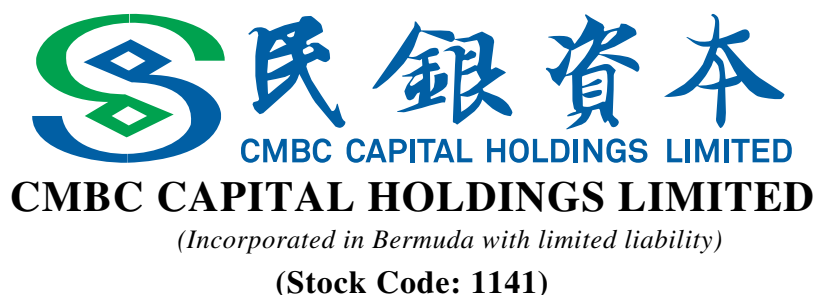 民銀資本
CMBC CAPITAL HOLDINGS LIMITED
CMBC CAPITAL HOLDINGS LIMITED
(Incorporated in Bermuda with limited liability)
(Stock Code: 1141)